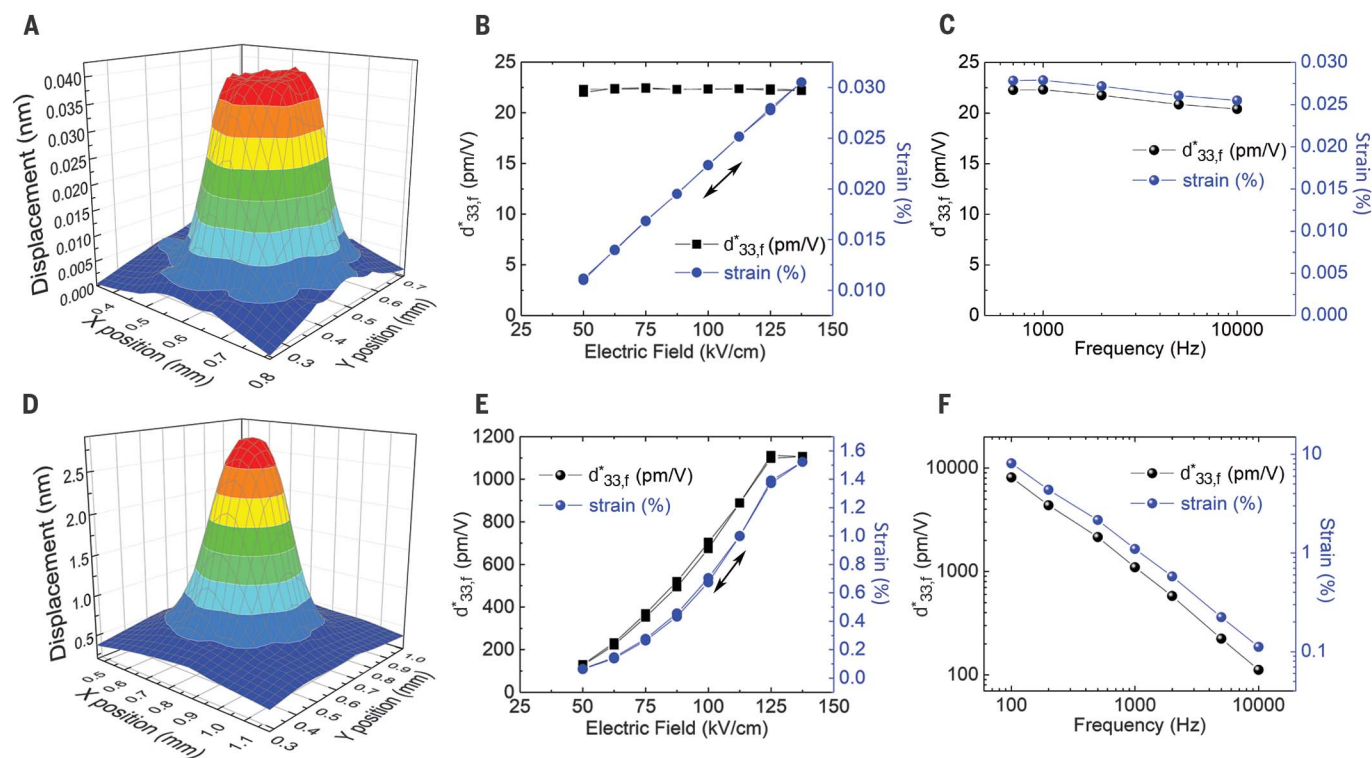 A
Displacement (nm)
0.040
0.035
0.030
0.025
0.020
0.015
0.010
0.005
0.000
0.4
0.5
0.6
0.7
0.8
X position (mm)
0.3
0.4
0.5
0.6
0.7
Y position (mm)
B
25
20
15
10
5
0
d*33,f (pm/V)
0.030
0.025
0.020
0.015
0.010
Strain (%)
d*33,f (pm/V)
strain (%)
25 50 75 100 125 150
Electric Field (kV/cm)
C
25
20
15
10
5
0
d*33,f (pm/V)
0.030
0.025
0.020
0.015
0.010
0.005
0.000
Strain (%)
d*33,f (pm/V)
strain (%)
1000 10000
Frequency (Hz)
D
Displacement (nm)
2.5
2.0
1.5
1.0
0.5
0.5
0.6
0.7
0.8
0.9
1.0
1.1
X position (mm)
0.3
0.4
0.5
0.6
0.7
0.8
0.9
1.0
Y position (mm)
E
1200
1000
800
600
400
200
0
d*33,f (pm/V)
1.6
1.4
1.2
1.0
0.8
0.6
0.4
0.2
0.0
Strain (%)
d*33,f (pm/V)
strain (%)
25 50 75 100 125 150
Electric Field (kV/cm)
F
10000
1000
100
d*33,f (pm/V)
10
1
0.1
Strain (%)
d*33,f (pm/V)
strain (%)
100 1000 10000
Frequency (Hz)